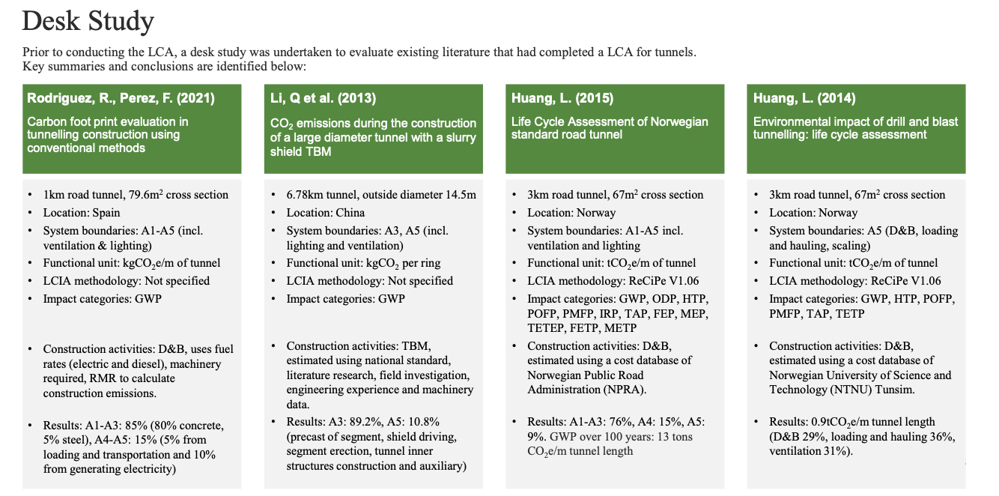 Desk Study
Prior to conducting the LCA, a desk study was undertaken to evaluate existing literature that had completed a LCA for tunnels.
Key summaries and conclusions are identified below:
Rodriguez, R., Perez, F. (2021)
Carbon foot print evaluation in
tunnelling construction using
conventional methods
• 1km road tunnel, 79.6m² cross section
• Location: Spain
• System boundaries: A1-A5 (incl.
ventilation & lighting)
• Functional unit: kgCO₂e/m of tunnel
• LCIA methodology: Not specified
• Impact categories: GWP
• Construction activities: D&B, uses fuel
rates (electric and diesel), machinery
required, RMR to calculate
construction emissions.
• Results: A1-A3: 85% (80% concrete,
5% steel), A4-A5: 15% (5% from
loading and transportation and 10%
from generating electricity)
Li, Q et al. (2013)
CO₂ emissions during the construction
of a large diameter tunnel with a slurry
shield TBM
• 6.78km tunnel, outside diameter 14.5m
• Location: China
• System boundaries: A3, A5 (incl.
lighting and ventilation)
• Functional unit: kgCO₂ per ring
• LCIA methodology: Not specified
• Impact categories: GWP
• Construction activities: TBM,
estimated using national standard,
literature research, field investigation,
engineering experience and machinery
data.
• Results: A3: 89.2%, A5: 10.8%
(precast of segment, shield driving,
segment erection, tunnel inner
structures construction and auxiliary)
Huang, L. (2015)
Life Cycle Assessment of Norwegian
standard road tunnel
• 3km road tunnel, 67m² cross section
• Location: Norway
• System boundaries: A1-A5 incl.
ventilation and lighting
• Functional unit: tCO₂e/m of tunnel
• LCIA methodology: ReCiPe V1.06
• Impact categories: GWP, ODP, HTP,
POFP, PMFP, IRP, TAP, FEP, MEP,
TETEP, FETP, METP
• Construction activities: D&B,
estimated using a cost database of
Norwegian Public Road
Administration (NPRA).
• Results: A1-A3: 76%, A4: 15%, A5:
9%. GWP over 100 years: 13 tons
CO₂e/m tunnel length
Huang, L. (2014)
Environmental impact of drill and blast
tunnelling: life cycle assessment
• 3km road tunnel, 67m² cross section
• Location: Norway
• System boundaries: A5 (D&B, loading
and hauling, scaling)
• Functional unit: tCO₂e/m of tunnel
• LCIA methodology: ReCiPe V1.06
• Impact categories: GWP, HTP, POFP,
PMFP, TAP, TETP
• Construction activities: D&B,
estimated using a cost database of
Norwegian University of Science and
Technology (NTNU) Tunsim.
• Results: 0.9tCO₂e/m tunnel length
(D&B 29%, loading and hauling 36%,
ventilation 31%).